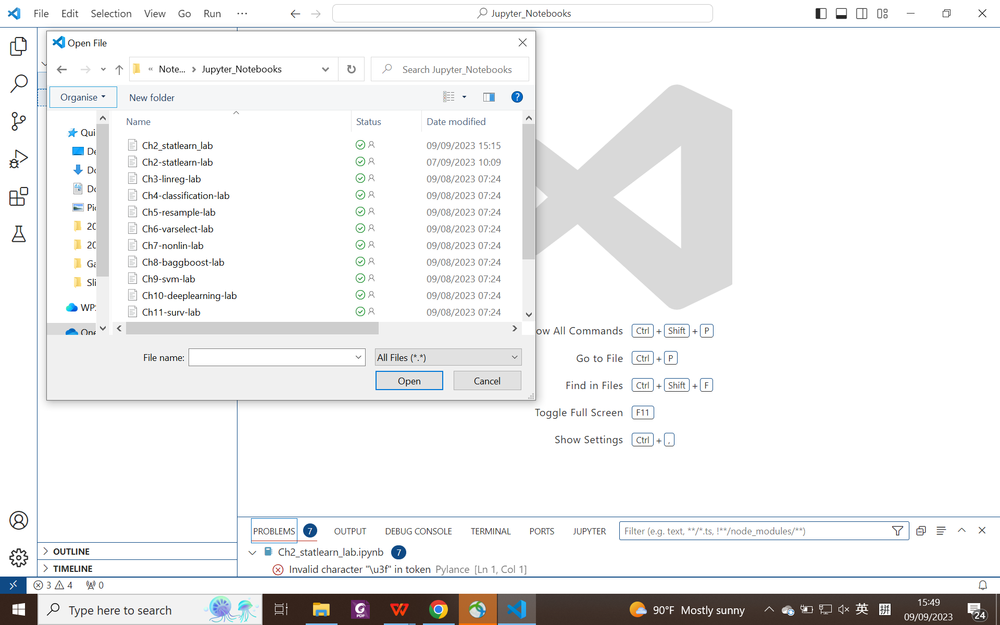 File Edit Selection View Go Run ··· Jupyter_Notebooks
Open File
« Note... > Jupyter_Notebooks Search Jupyter_Notebooks
Organise New folder ?
Name Status Date modified
Ch2_statlearn_lab 09/09/2023 15:15
Ch2-statlearn-lab 07/09/2023 10:09
Ch3-linreg-lab 09/08/2023 07:24
Ch4-classification-lab 09/08/2023 07:24
Ch5-resample-lab 09/08/2023 07:24
Ch6-varselect-lab 09/08/2023 07:24
Ch7-nonlin-lab 09/08/2023 07:24
Ch8-baggboost-lab 09/08/2023 07:24
Ch9-svm-lab 09/08/2023 07:24
Ch10-deeplearning-lab 09/08/2023 07:24
Ch11-surv-lab 09/08/2023 07:24
Qui
De
Do
Do
Pic
20
20
Ga
Sli
WPS
One
File name: All Files (*.*)
Open Cancel
ow All Commands Ctrl + Shift + P
Go to File Ctrl + P
Find in Files Ctrl + Shift + F
Toggle Full Screen F11
Show Settings Ctrl + ,
PROBLEMS 7 OUTPUT DEBUG CONSOLE TERMINAL PORTS JUPYTER Filter (e.g. text, **/*.ts, !**/node_modules/**)
Ch2_statlearn_lab.ipynb 7
Invalid character "\u3f" in token Pylance [Ln 1, Col 1]
OUTLINE
TIMELINE
3 4 0
Type here to search PDF 90°F Mostly sunny 英 拼 15:49
09/09/2023 24